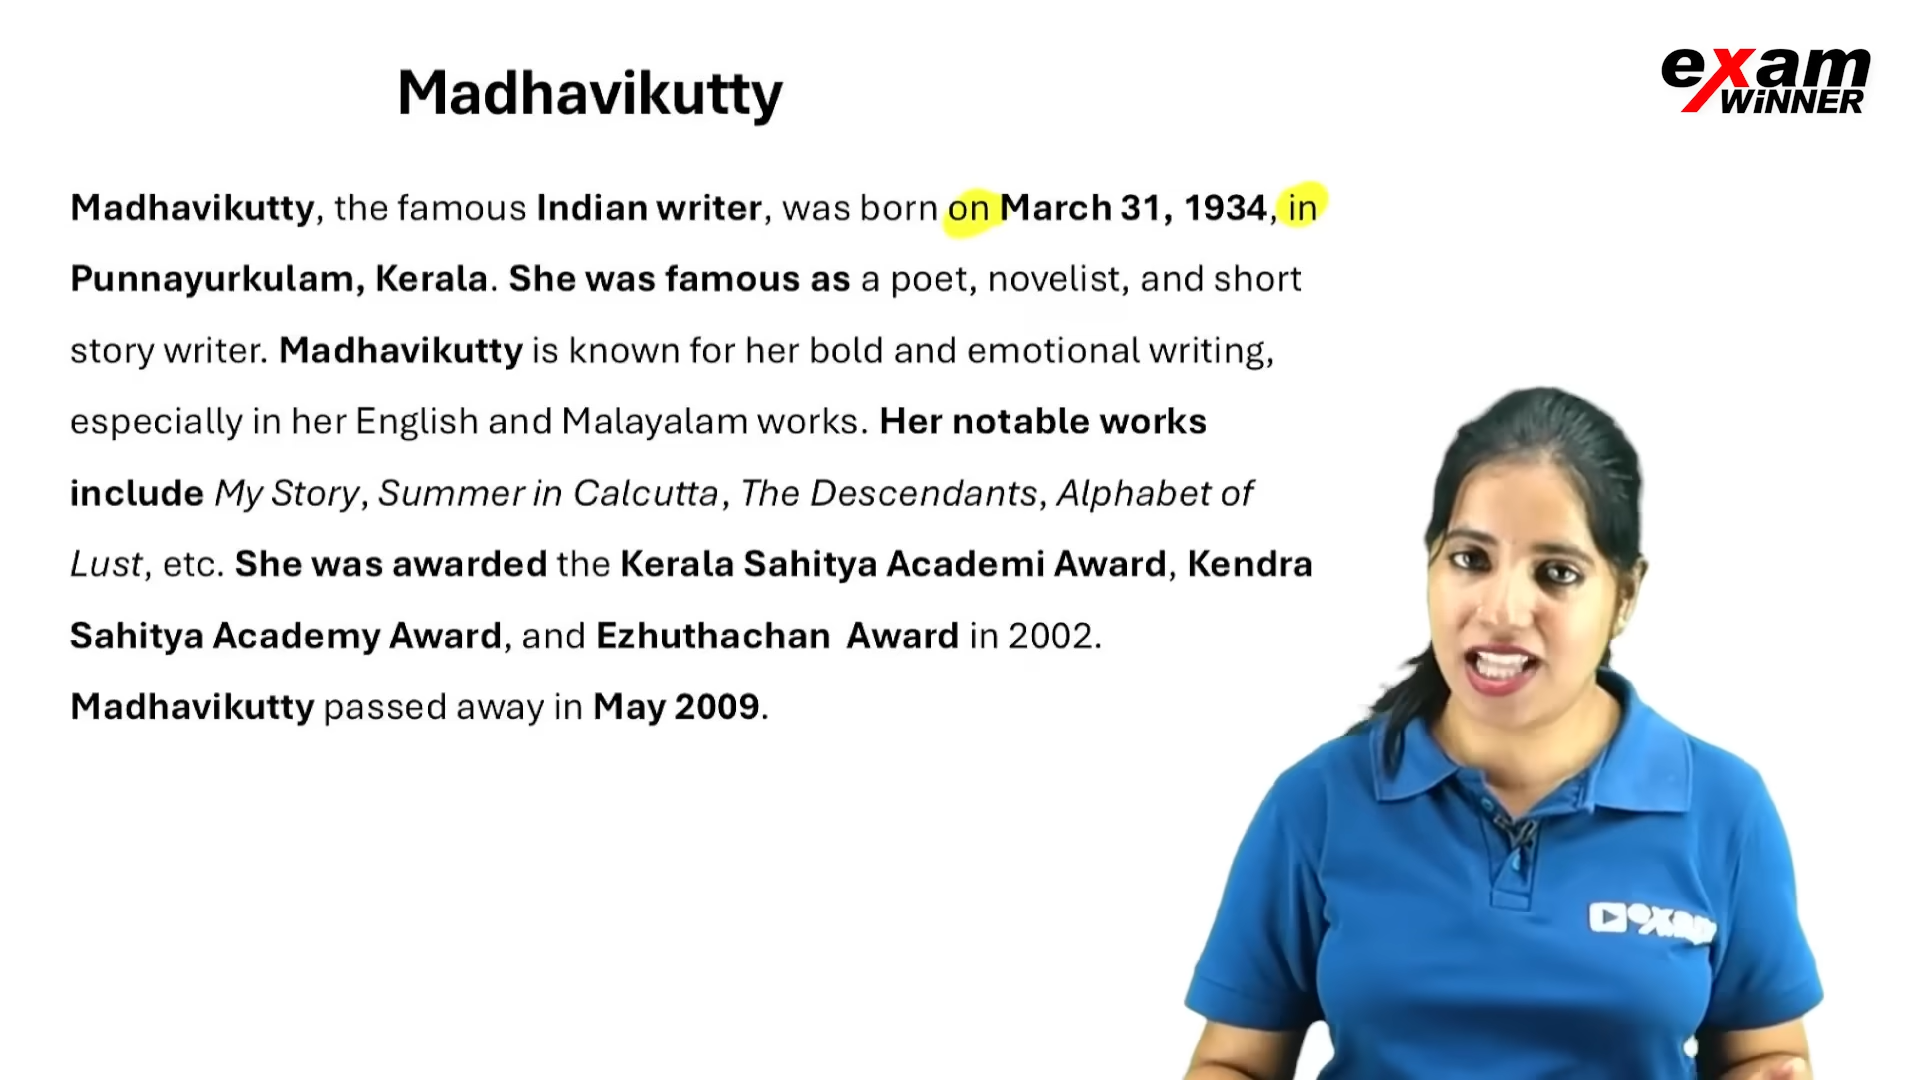 Madhavikutty
exam
WiNNER
Madhavikutty, the famous Indian writer, was born on March 31, 1934, in
Punnayurkulam, Kerala. She was famous as a poet, novelist, and short
story writer. Madhavikutty is known for her bold and emotional writing,
especially in her English and Malayalam works. Her notable works
include My Story, Summer in Calcutta, The Descendants, Alphabet of
Lust, etc. She was awarded the Kerala Sahitya Academi Award, Kendra
Sahitya Academy Award, and Ezhuthachan Award in 2002.
Madhavikutty passed away in May 2009.
exam